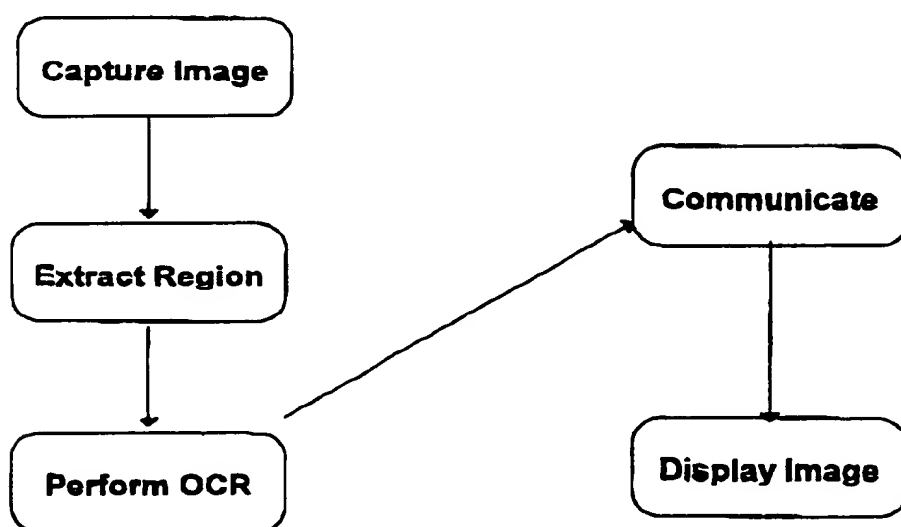 Capture Image
Extract Region
Perform OCR
Communicate
Display Image